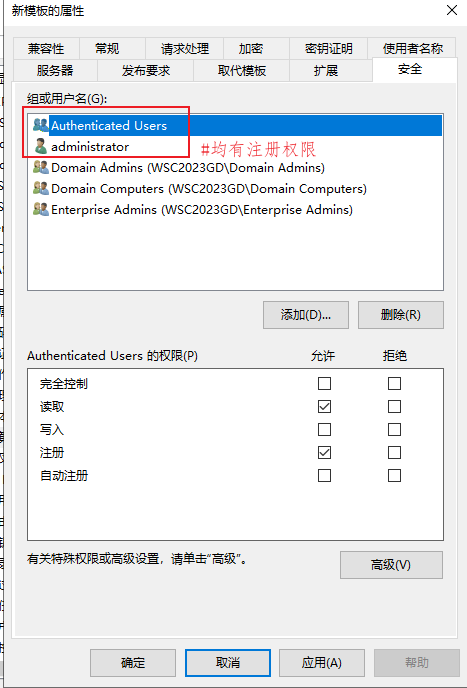 新模板的属性
兼容性 常规 请求处理 加密 密钥证明 使用者名称
服务器 发布要求 取代模板 扩展 安全
组或用户名(G):
Authenticated Users
administrator #均有注册权限
Domain Admins (WSC2023GD\Domain Admins)
Domain Computers (WSC2023GD\Domain Computers)
Enterprise Admins (WSC2023GD\Enterprise Admins)
添加(D)... 删除(R)
Authenticated Users 的权限(P) 允许 拒绝
完全控制
读取
写入
注册
自动注册
有关特殊权限或高级设置，请单击“高级”。
高级(V)
确定 取消 应用(A) 帮助